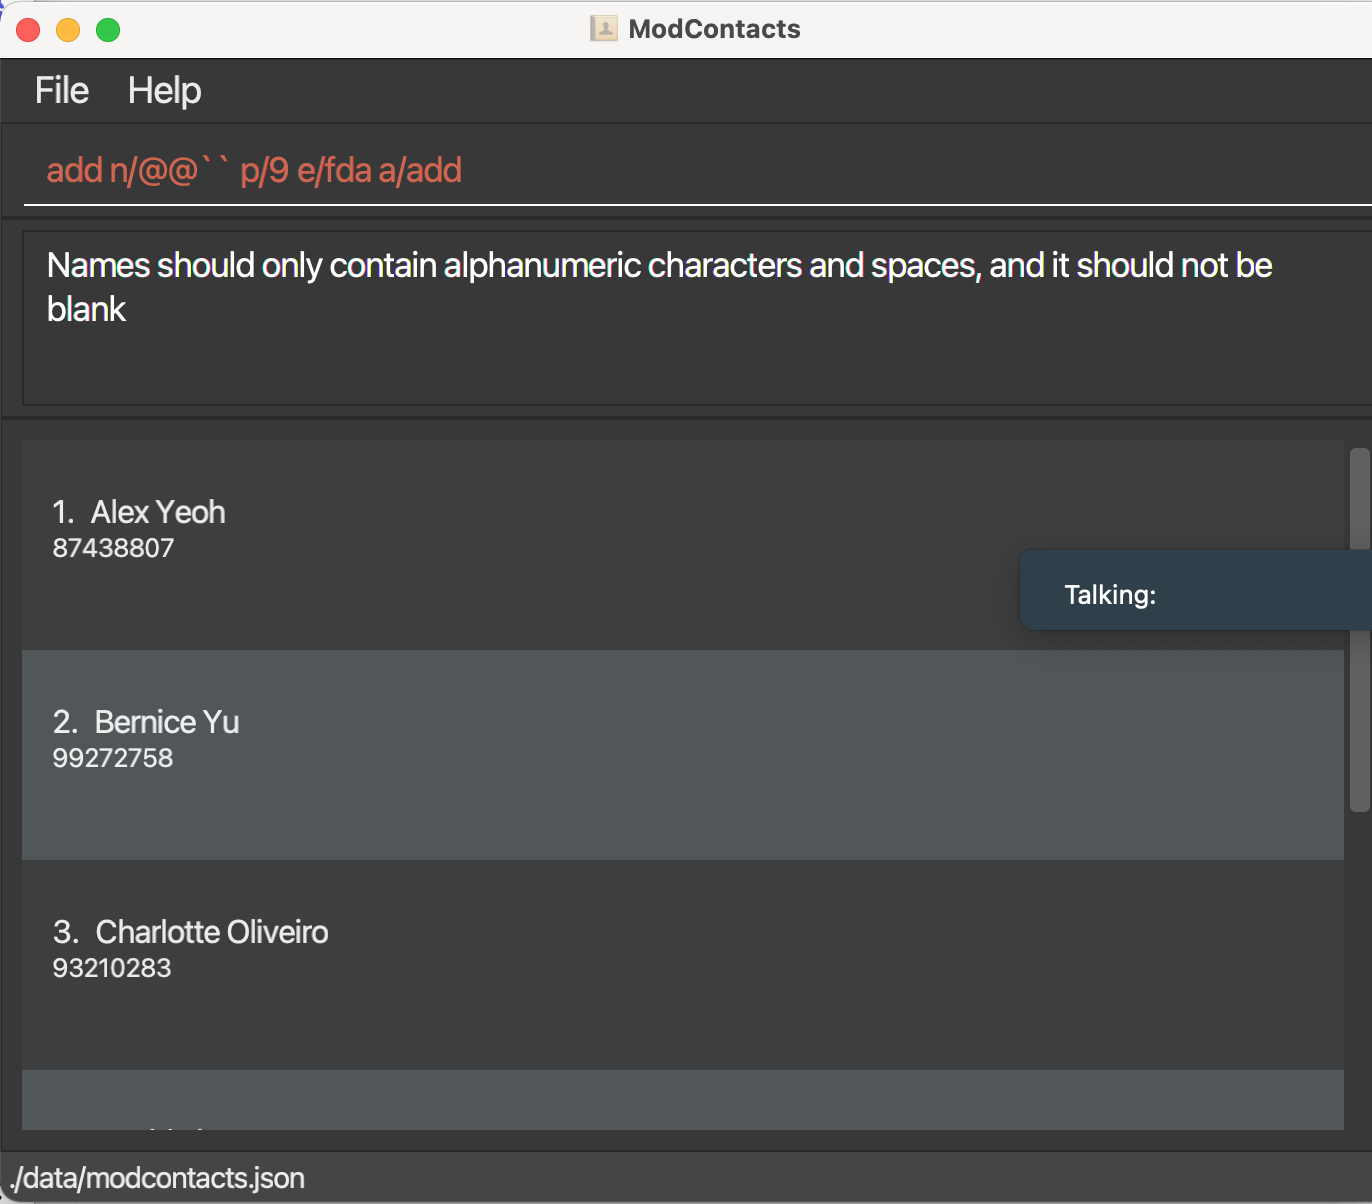 ModContacts
File Help
add n/@@`` p/9 e/fda a/add
Names should only contain alphanumeric characters and spaces, and it should not be
blank
1. Alex Yeoh
87438807
Talking:
2. Bernice Yu
99272758
3. Charlotte Oliveiro
93210283
./data/modcontacts.json